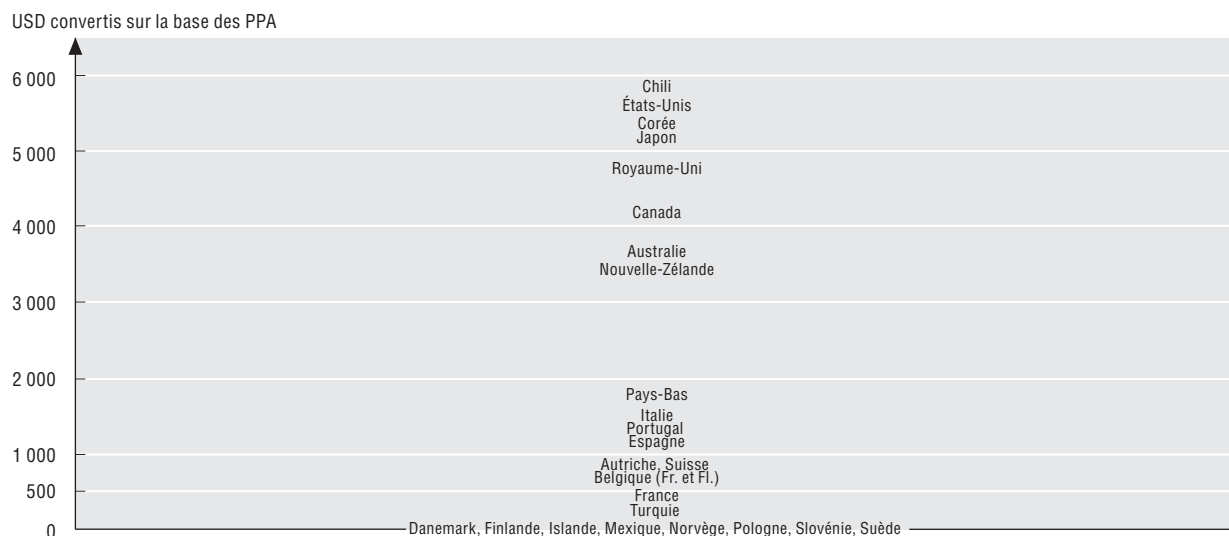 USD convertis sur la base des PPA
6 000
Chili
États-Unis
Corée
Japon
5 000
Royaume-Uni
Canada
4 000
Australie
Nouvelle-Zélande
3 000
2 000
Pays-Bas
Italie
Portugal
Espagne
1 000
Autriche, Suisse
Belgique (Fr. et Fl.)
500
France
Turquie
0
Danemark, Finlande, Islande, Mexique, Norvège, Pologne, Slovénie, Suède